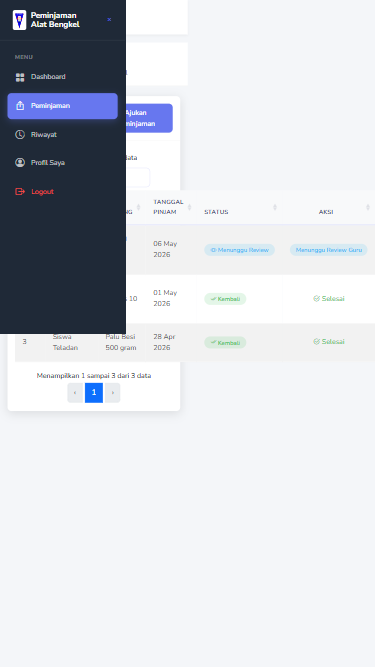 Peminjaman
Alat Bengkel
×
MENU
Dashboard
Peminjaman
Riwayat
Profil Saya
Logout
Ajukan
data
TANGGAL
PINJAM
STATUS
AKSI
06 May
2026
Menunggu Review
Menunggu Review Guru
10
01 May
2026
Kembali
Selesai
3
Siswa
Teladan
Palu Besi
500 gram
28 Apr
2026
Kembali
Selesai
Menampilkan 1 sampai 3 dari 3 data
‹ 1 ›